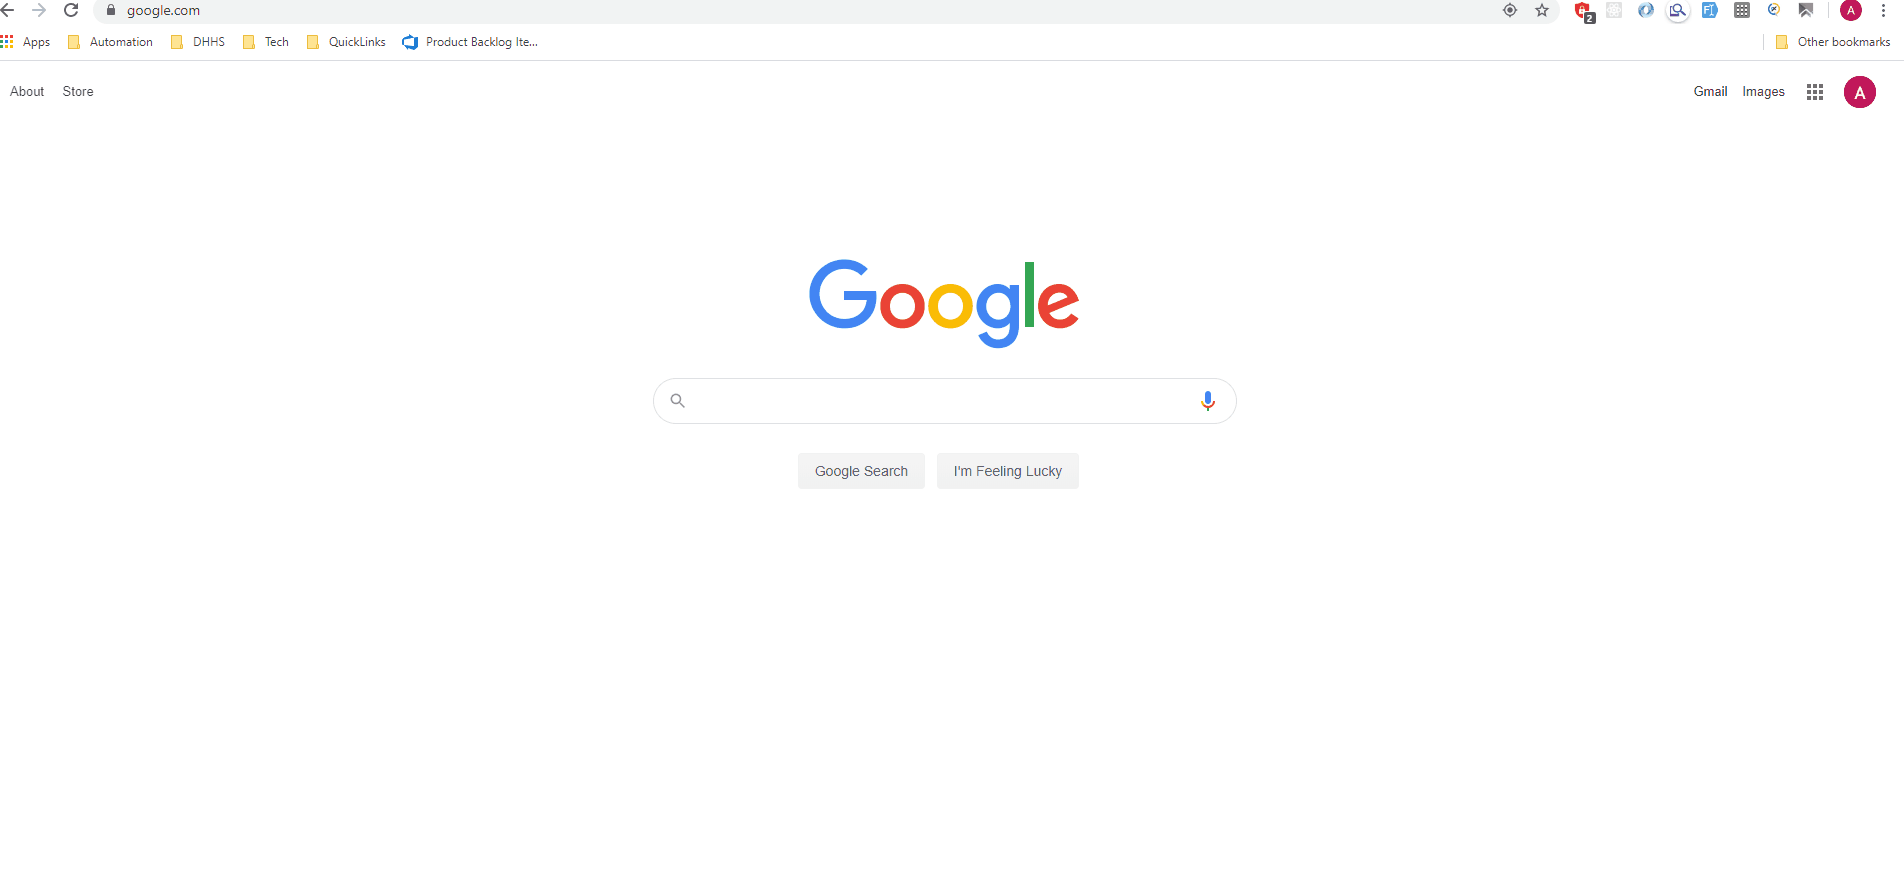 google.com
2
A
Apps Automation DHHS Tech QuickLinks Product Backlog Ite... Other bookmarks
About Store Gmail Images A
Google
Google Search I'm Feeling Lucky